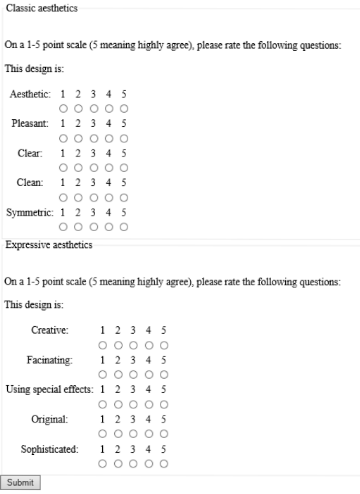 Classic aesthetics
On a 1-5 point scale (5 meaning highly agree), please rate the following questions:
This design is:
Aesthetic: 1 2 3 4 5
Pleasant: 1 2 3 4 5
Clear: 1 2 3 4 5
Clean: 1 2 3 4 5
Symmetric: 1 2 3 4 5
Expressive aesthetics
On a 1-5 point scale (5 meaning highly agree), please rate the following questions:
This design is:
Creative: 1 2 3 4 5
Facinating: 1 2 3 4 5
Using special effects: 1 2 3 4 5
Original: 1 2 3 4 5
Sophisticated: 1 2 3 4 5
Submit